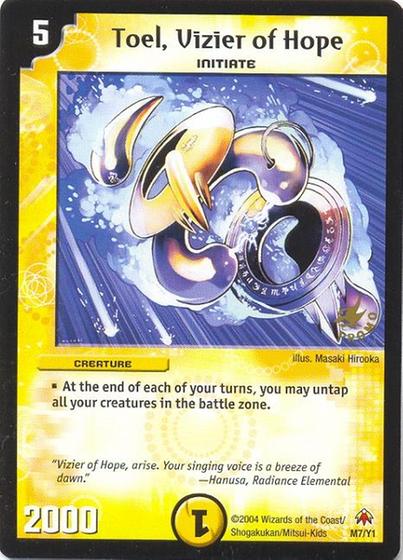 5
Toel, Vizier of Hope
INITIATE
PROMO
illus. Masaki Hirooka
CREATURE
▪ At the end of each of your turns, you may untap
all your creatures in the battle zone.
"Vizier of Hope, arise. Your singing voice is a breeze of
dawn."
—Hanusa, Radiance Elemental
2000
1
©2004 Wizards of the Coast/
Shogakukan/Mitsui-Kids
M7/Y1